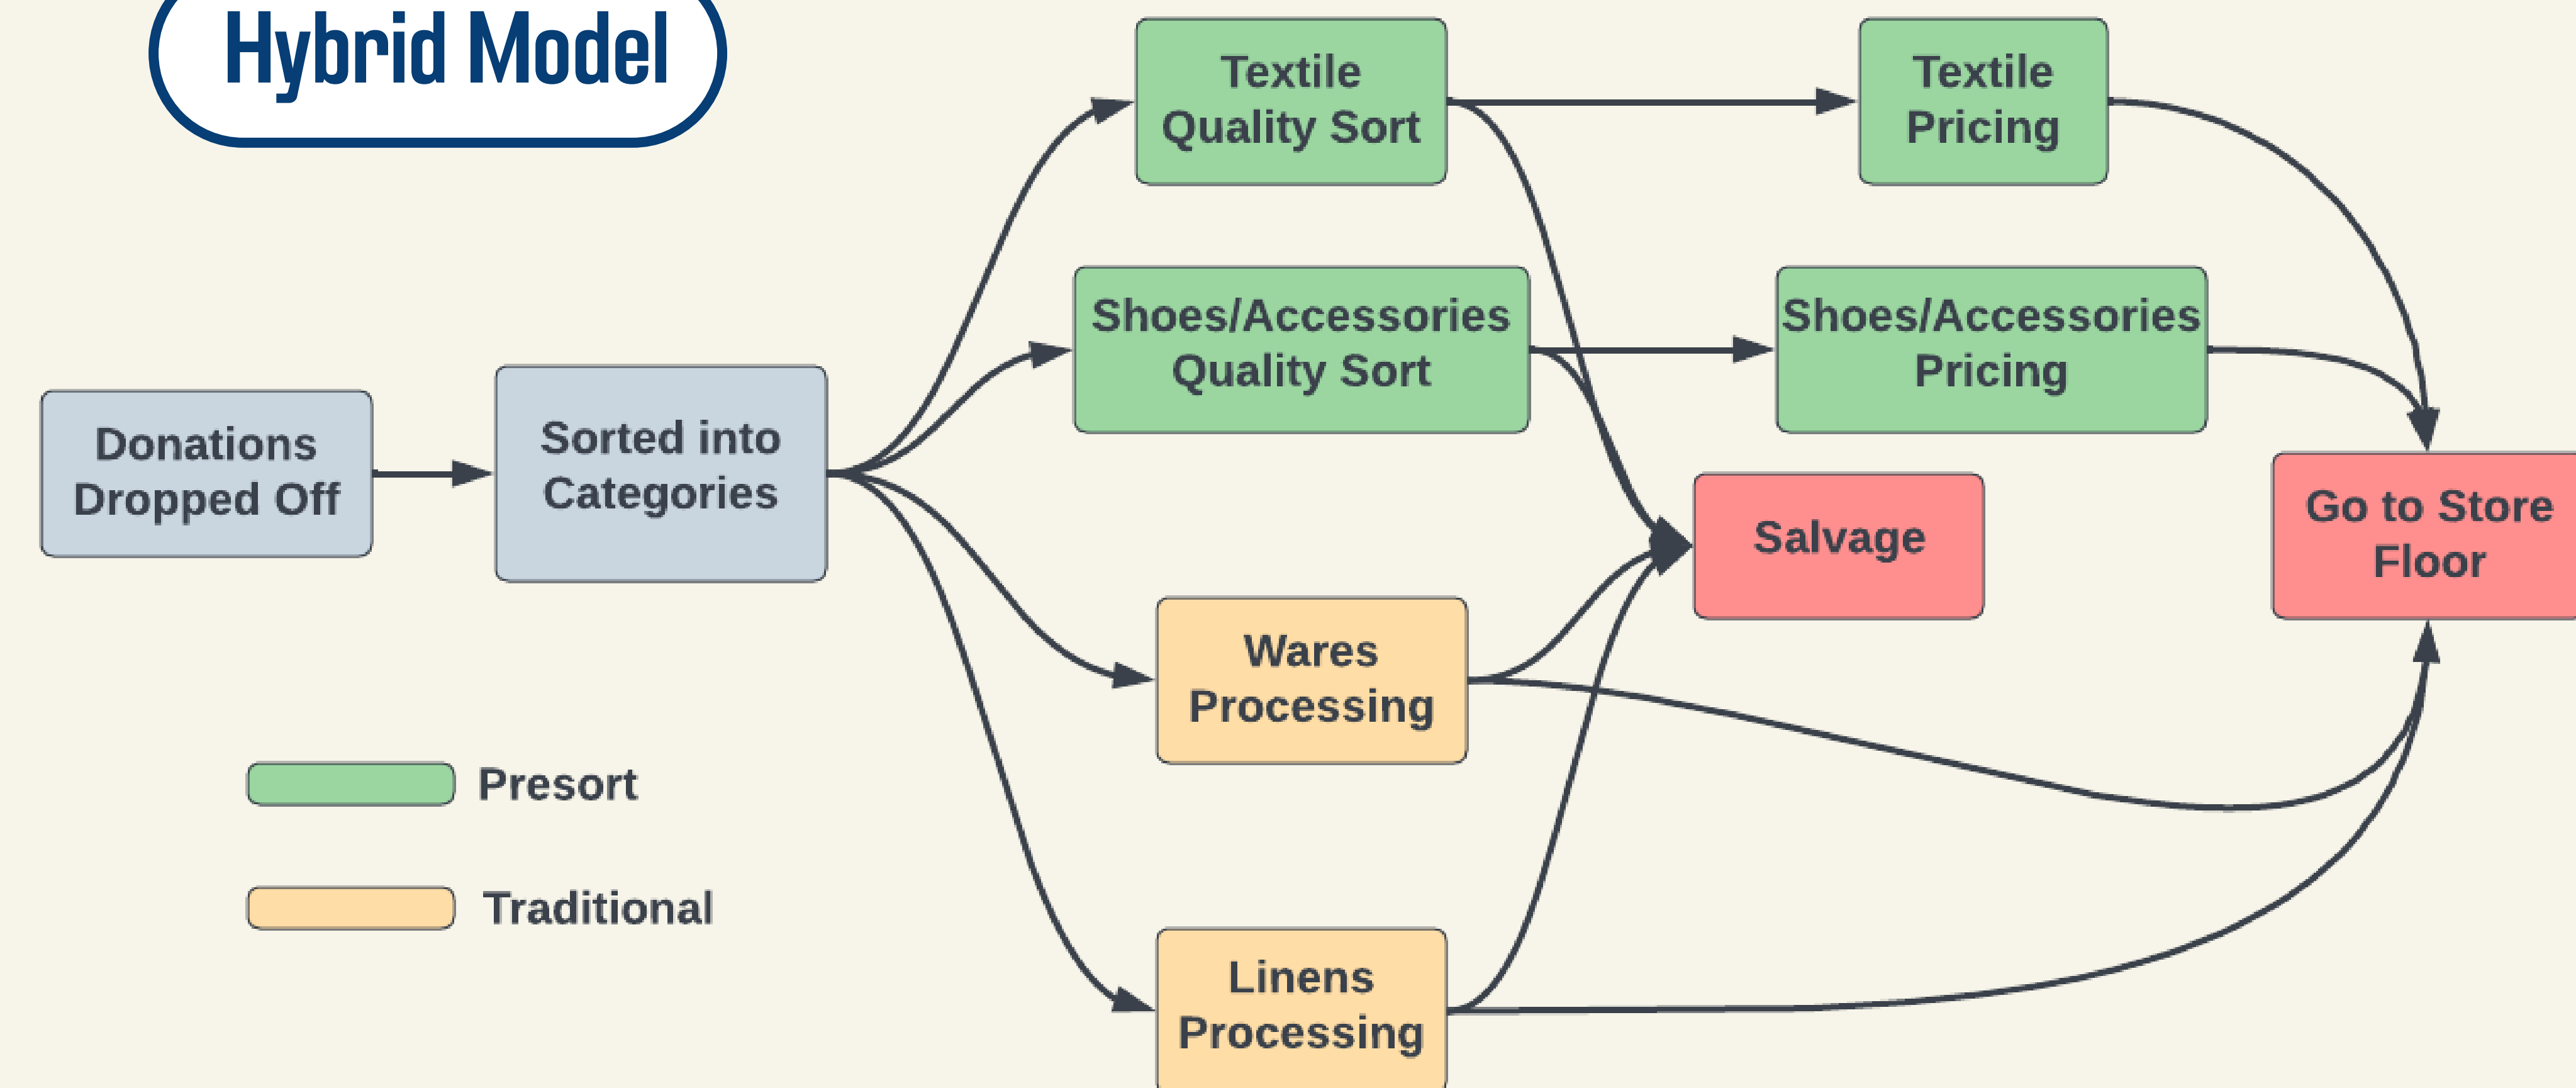 Hybrid Model
Textile
Quality Sort
Textile
Pricing
Shoes/Accessories
Quality Sort
Shoes/Accessories
Pricing
Donations
Dropped Off
Sorted into
Categories
Salvage
Go to Store
Floor
Wares
Processing
Presort
Traditional
Linens
Processing